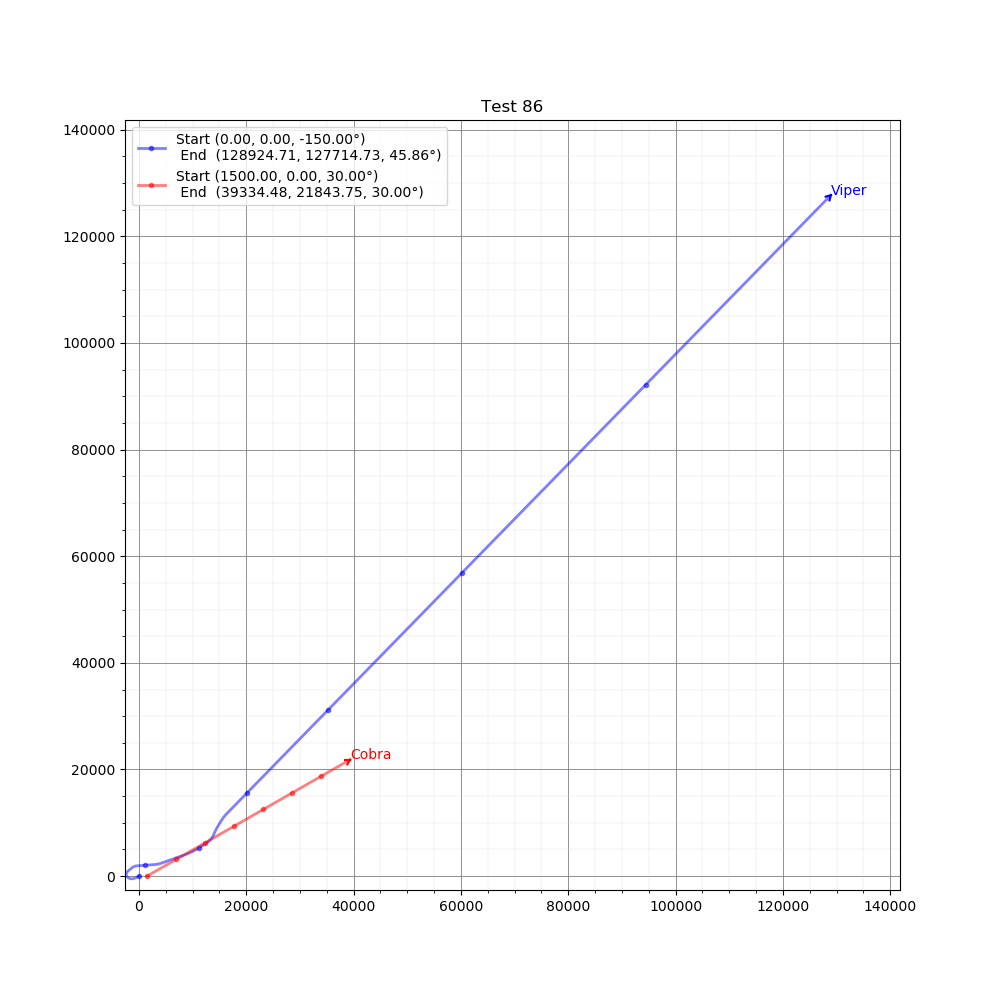 Test 86
Start (0.00, 0.00, -150.00°)
End (128924.71, 127714.73, 45.86°)
Start (1500.00, 0.00, 30.00°)
End (39334.48, 21843.75, 30.00°)
140000
120000
100000
80000
60000
40000
20000
0
Viper
Cobra
0 20000 40000 60000 80000 100000 120000 140000